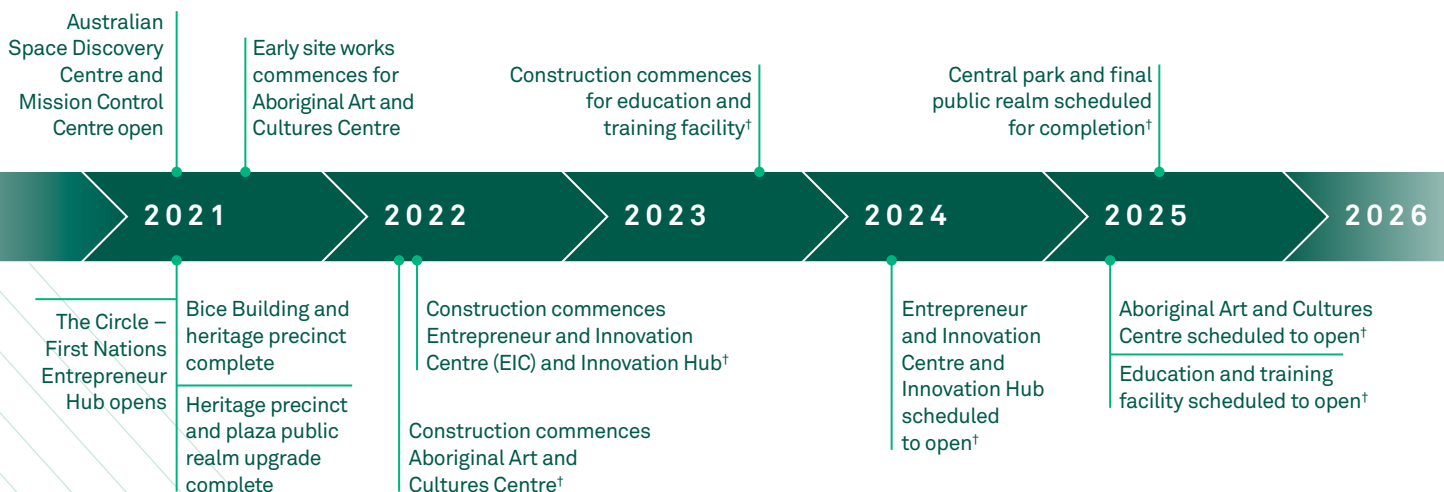 Australian
Space Discovery
Centre and
Mission Control
Centre open
Early site works
commences for
Aboriginal Art and
Cultures Centre
Construction commences
for education and
training facility†
Central park and final
public realm scheduled
for completion†
2021
2022
2023
2024
2025
2026
The Circle –
First Nations
Entrepreneur
Hub opens
Bice Building and
heritage precinct
complete
Heritage precinct
and plaza public
realm upgrade
complete
Construction commences
Entrepreneur and Innovation
Centre (EIC) and Innovation Hub†
Construction commences
Aboriginal Art and
Cultures Centre†
Entrepreneur
and Innovation
Centre and
Innovation Hub
scheduled
to open†
Aboriginal Art and Cultures
Centre scheduled to open†
Education and training
facility scheduled to open†